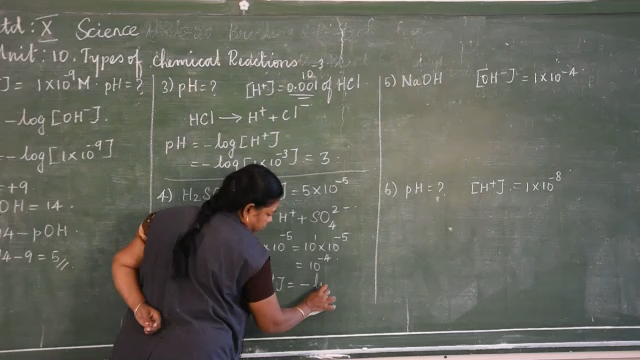 Std: X Science
Unit: 10. Types of Chemical Reactions
] = 1×10⁻⁹ M. pH = ?
-log[OH⁻].
-log[1×10⁻⁹]
= +9
OH = 14.
14 - pOH
14 - 9 = 5//
3) pH = ? [H⁺] = 0.001 of HCl
HCl → H⁺ + Cl⁻
pH = -log[H⁺]
= -log[1×10⁻³] = 3.
4) H₂S = 5×10⁻⁵
H⁺ + SO₄²⁻
×10⁻⁵ = 10×10⁻⁵
= 10⁻⁴
⁺] = -
5) NaOH [OH⁻] = 1×10⁻⁴
6) pH = ? [H⁺] = 1×10⁻⁸